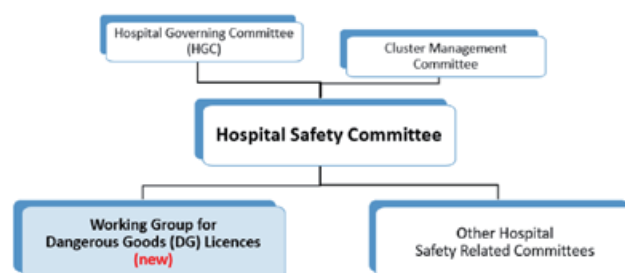 Hospital Governing Committee
(HGC)
Cluster Management
Committee
Hospital Safety Committee
Working Group for
Dangerous Goods (DG) Licences
(new)
Other Hospital
Safety Related Committees